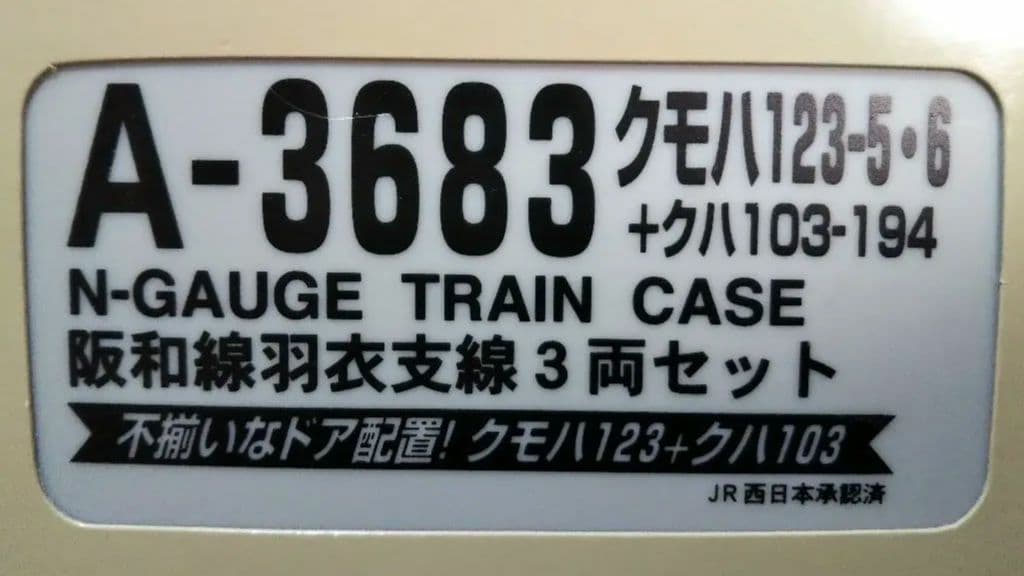 A-3683 クモハ123-5・6
+クハ103-194
N-GAUGE TRAIN CASE
阪和線羽衣支線3両セット
不揃いなドア配置!クモハ123+クハ103
JR西日本承認済